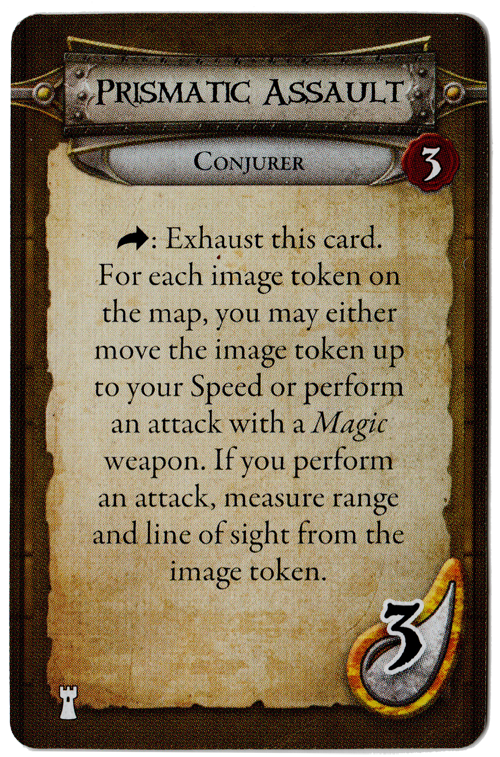 Prismatic Assault
Conjurer
3
: Exhaust this card.
For each image token on
the map, you may either
move the image token up
to your Speed or perform
an attack with a Magic
weapon. If you perform
an attack, measure range
and line of sight from the
image token.
3